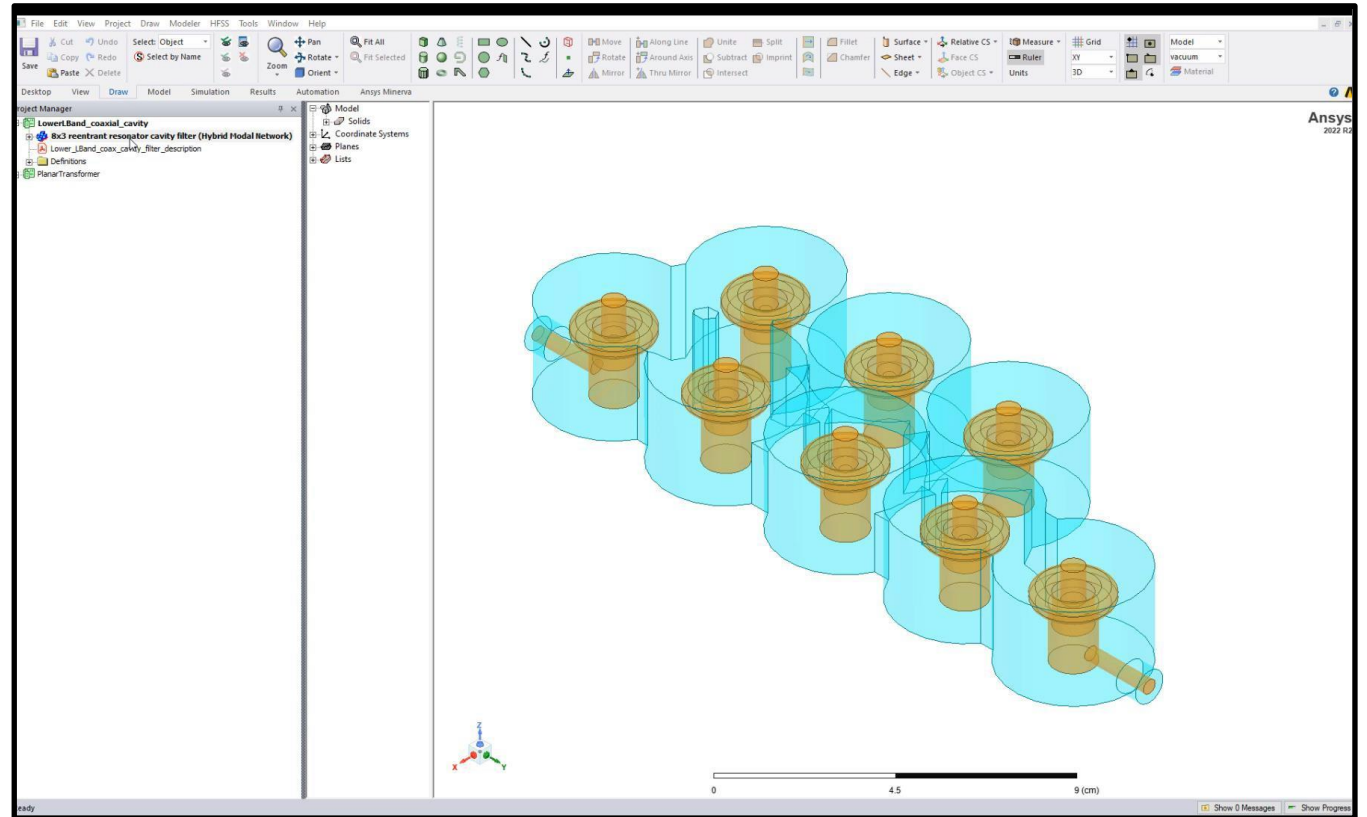 File Edit View Project Draw Modeler HFSS Tools Window Help
Cut Undo Select: Object Pan Fit All Move Along Line Unite Split Fillet Surface Relative CS Measure Grid Model
Save Copy Redo Select by Name Zoom Rotate Fit Selected Rotate Around Axis Subtract Imprint Chamfer Sheet Face CS Ruler XY vacuum
Paste Delete Orient Mirror Thru Mirror Intersect Edge Object CS Units 3D Material
Desktop View Draw Model Simulation Results Automation Ansys Minerva
roject Manager
LowerLBand_coaxial_cavity
8x3 reentrant resonator cavity filter (Hybrid Modal Network)
Lower_LBand_coax_cavity_filter_description
Definitions
PlanarTransformer
Model
Solids
Coordinate Systems
Planes
Lists
Ansys
2022 R2
Z
X
Y
0 4.5 9 (cm)
eady Show 0 Messages Show Progress